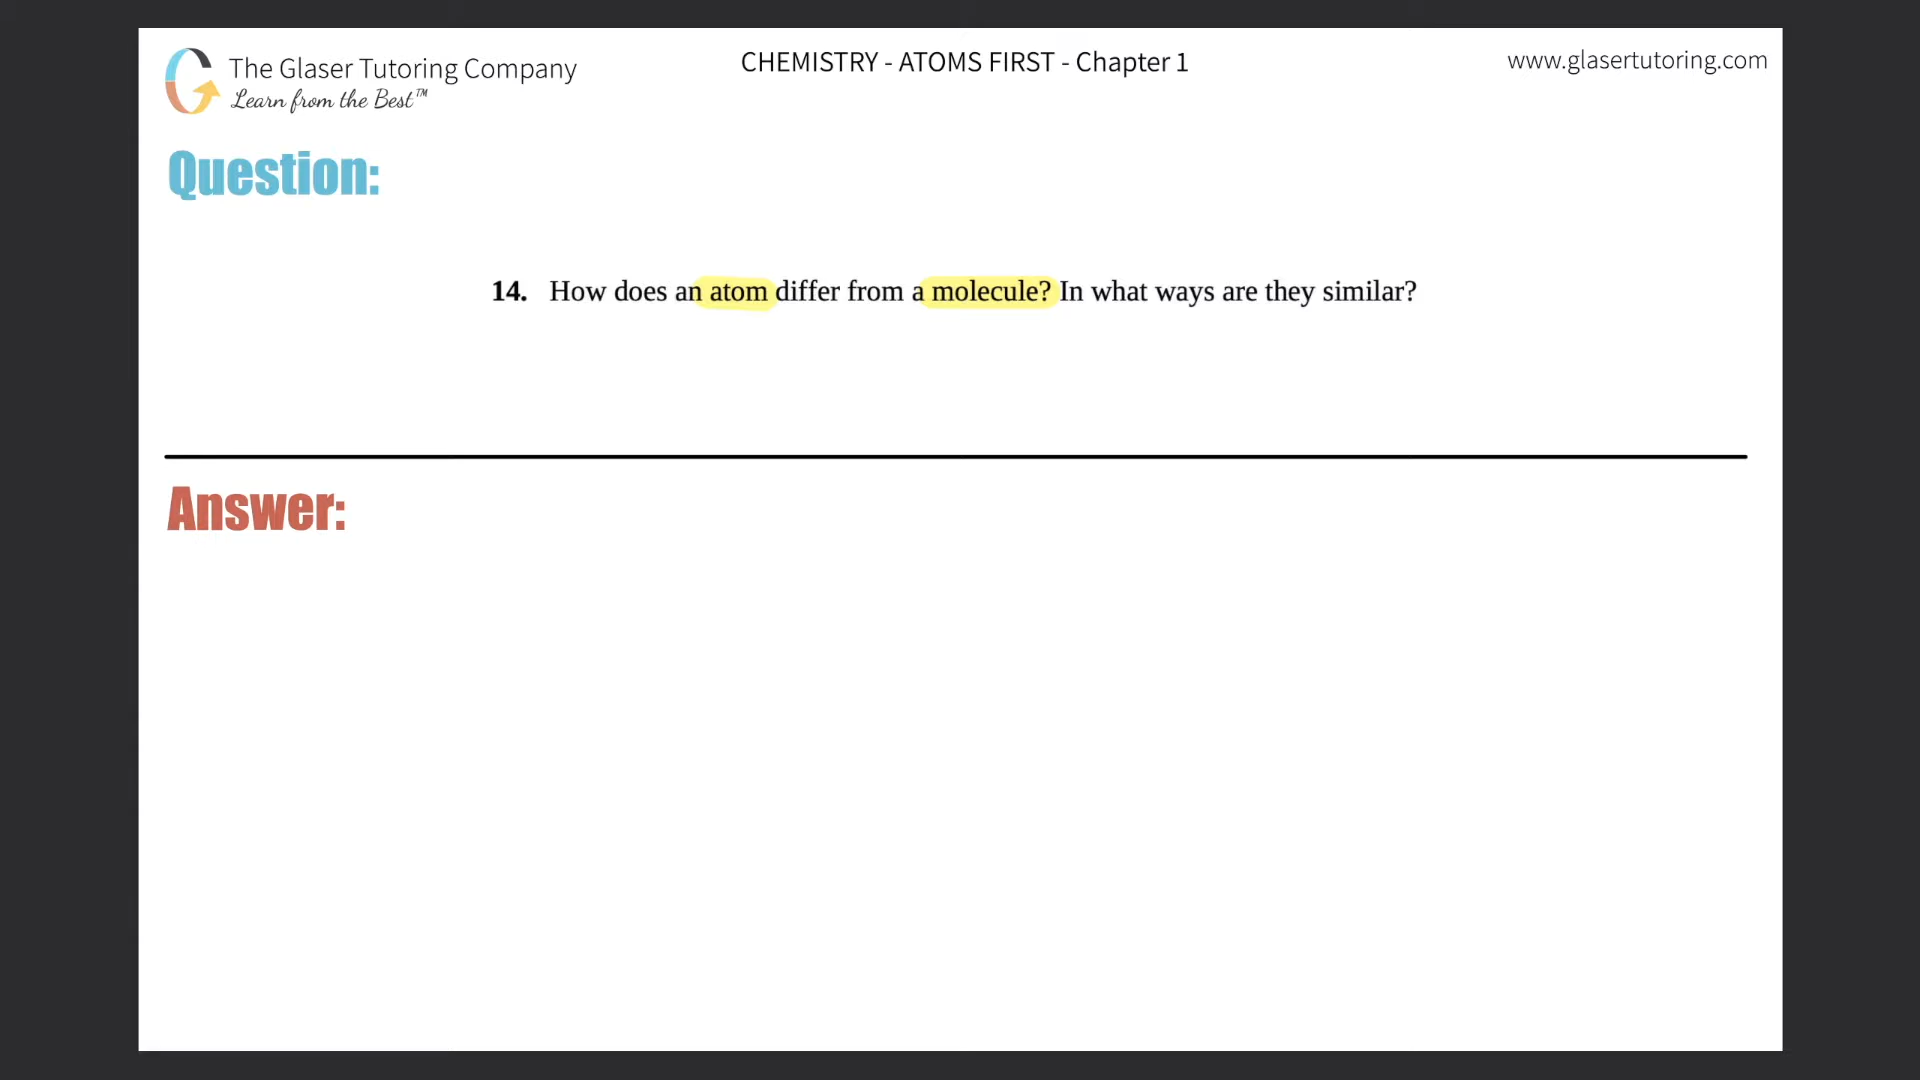 The Glaser Tutoring Company
Learn from the Best™
CHEMISTRY - ATOMS FIRST - Chapter 1
www.glasertutoring.com
Question:
14. How does an atom differ from a molecule? In what ways are they similar?
Answer: